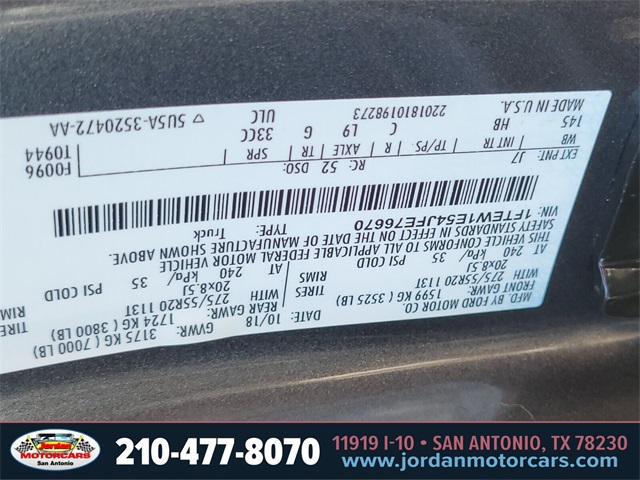 MFD. BY FORD MOTOR CO.
DATE: 10/18
GVWR: 3175 KG ( 7000 LB)
FRONT GAWR: 1599 KG ( 3525 LB)
REAR GAWR: 1724 KG ( 3800 LB)
WITH 275/55R20 113T TIRES
WITH 275/55R20 113T TIRES
20x8.5J RIMS
20x8.5J RIMS
AT 240 kPa/ 35 PSI COLD
240 kPa/ 35 PSI COLD
THIS VEHICLE CONFORMS TO ALL APPLICABLE FEDERAL MOTOR VEHICLE
SAFETY STANDARDS IN EFFECT ON THE DATE OF MANUFACTURE SHOWN ABOVE.
VIN: 1FTEW1E54JFE76670
TYPE: Truck
EXT PNT: J7 RC: 52 DSO: F0096
WB INT TR TP/PS R AXLE TR SPR T0944
145 HB C L9 G 33CC
ULC
MADE IN U.S.A. 2201810198273 ▽ 5U5A-3520472-AA
Jordan
MOTORCARS
San Antonio
210-477-8070
11919 I-10 • SAN ANTONIO, TX 78230
www.jordanmotorcars.com